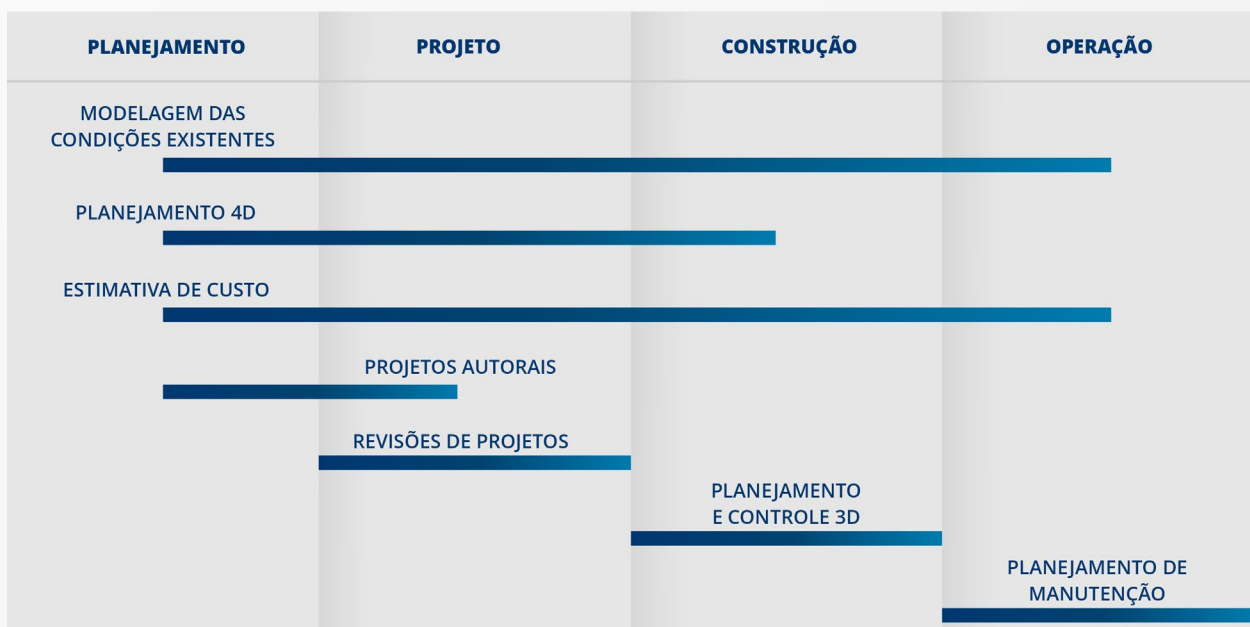 PLANEJAMENTO
PROJETO
CONSTRUÇÃO
OPERAÇÃO
MODELAGEM DAS
CONDIÇÕES EXISTENTES
PLANEJAMENTO 4D
ESTIMATIVA DE CUSTO
PROJETOS AUTORAIS
REVISÕES DE PROJETOS
PLANEJAMENTO
E CONTROLE 3D
PLANEJAMENTO DE
MANUTENÇÃO